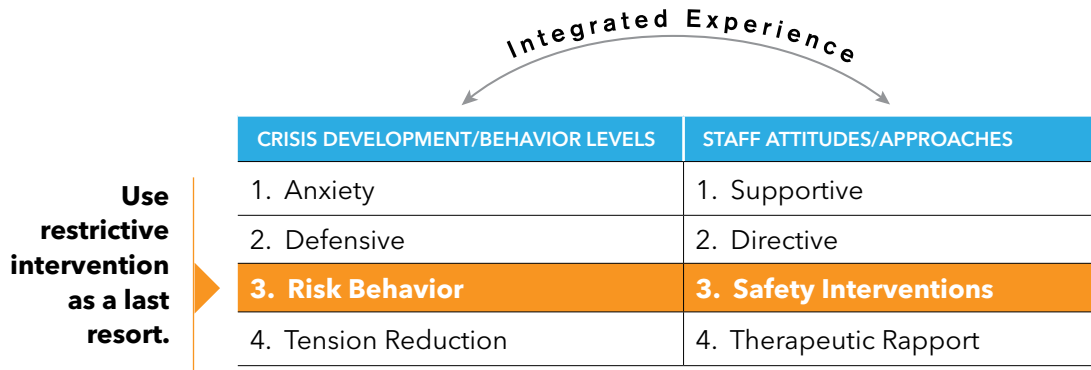 Integrated Experience
CRISIS DEVELOPMENT/BEHAVIOR LEVELS STAFF ATTITUDES/APPROACHES
Use
restrictive
intervention
as a last
resort.
1. Anxiety 1. Supportive
2. Defensive 2. Directive
3. Risk Behavior 3. Safety Interventions
4. Tension Reduction 4. Therapeutic Rapport